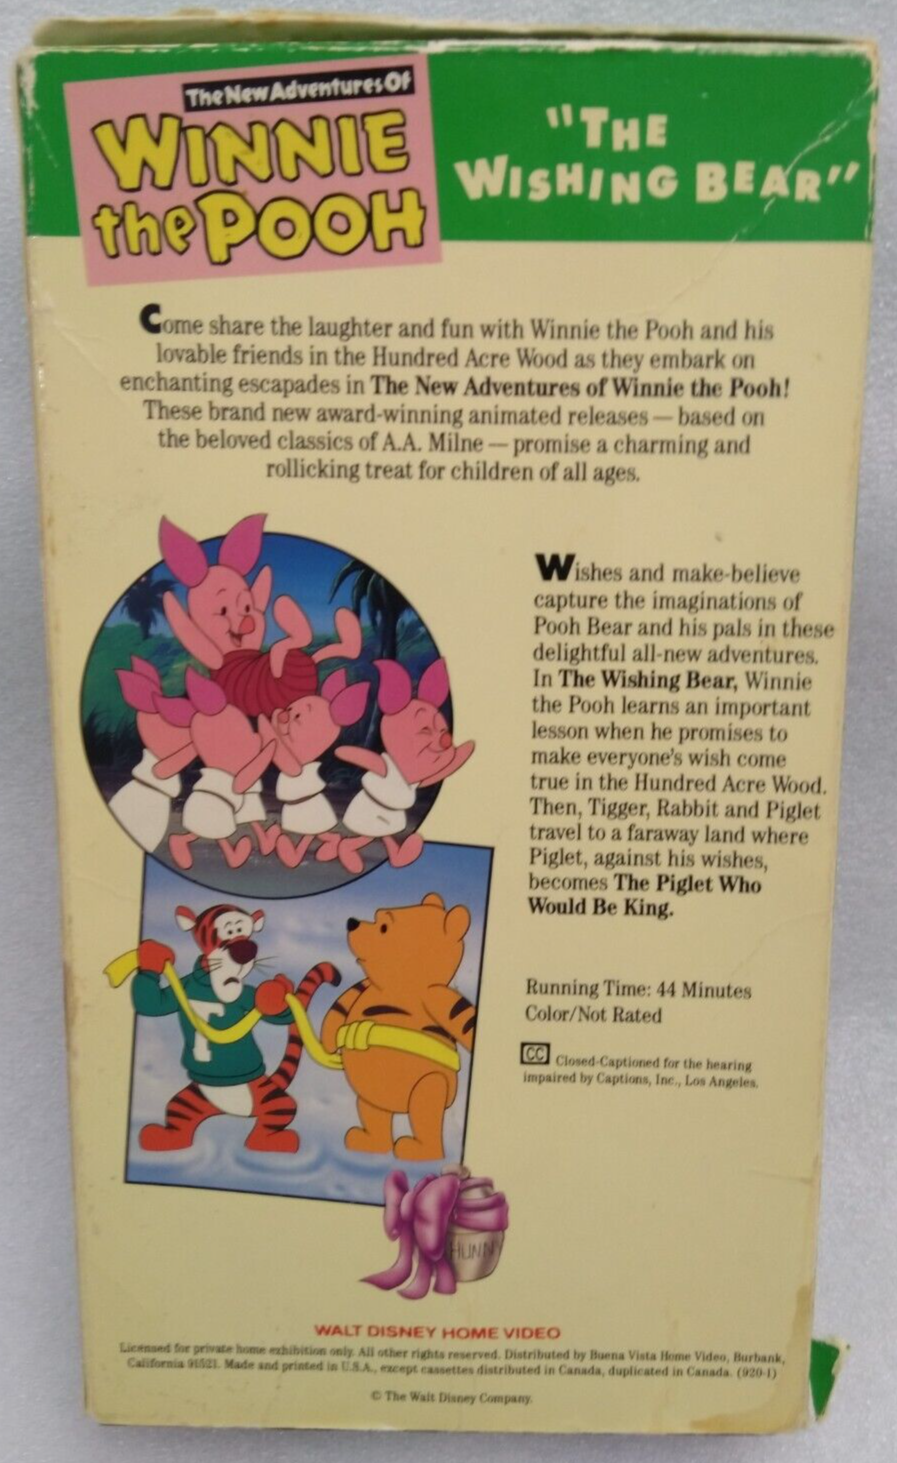 The New Adventures Of
WINNIE
the POOH
"THE
WISHING BEAR"
Come share the laughter and fun with Winnie the Pooh and his
lovable friends in the Hundred Acre Wood as they embark on
enchanting escapades in The New Adventures of Winnie the Pooh!
These brand new award-winning animated releases — based on
the beloved classics of A.A. Milne — promise a charming and
rollicking treat for children of all ages.
Wishes and make-believe
capture the imaginations of
Pooh Bear and his pals in these
delightful all-new adventures.
In The Wishing Bear, Winnie
the Pooh learns an important
lesson when he promises to
make everyone's wish come
true in the Hundred Acre Wood.
Then, Tigger, Rabbit and Piglet
travel to a faraway land where
Piglet, against his wishes,
becomes The Piglet Who
Would Be King.
T
Running Time: 44 Minutes
Color/Not Rated
CC Closed-Captioned for the hearing
impaired by Captions, Inc., Los Angeles.
HUNNY
WALT DISNEY HOME VIDEO
Licensed for private home exhibition only. All other rights reserved. Distributed by Buena Vista Home Video, Burbank,
California 91521. Made and printed in U.S.A., except cassettes distributed in Canada, duplicated in Canada. (920-1)
© The Walt Disney Company.